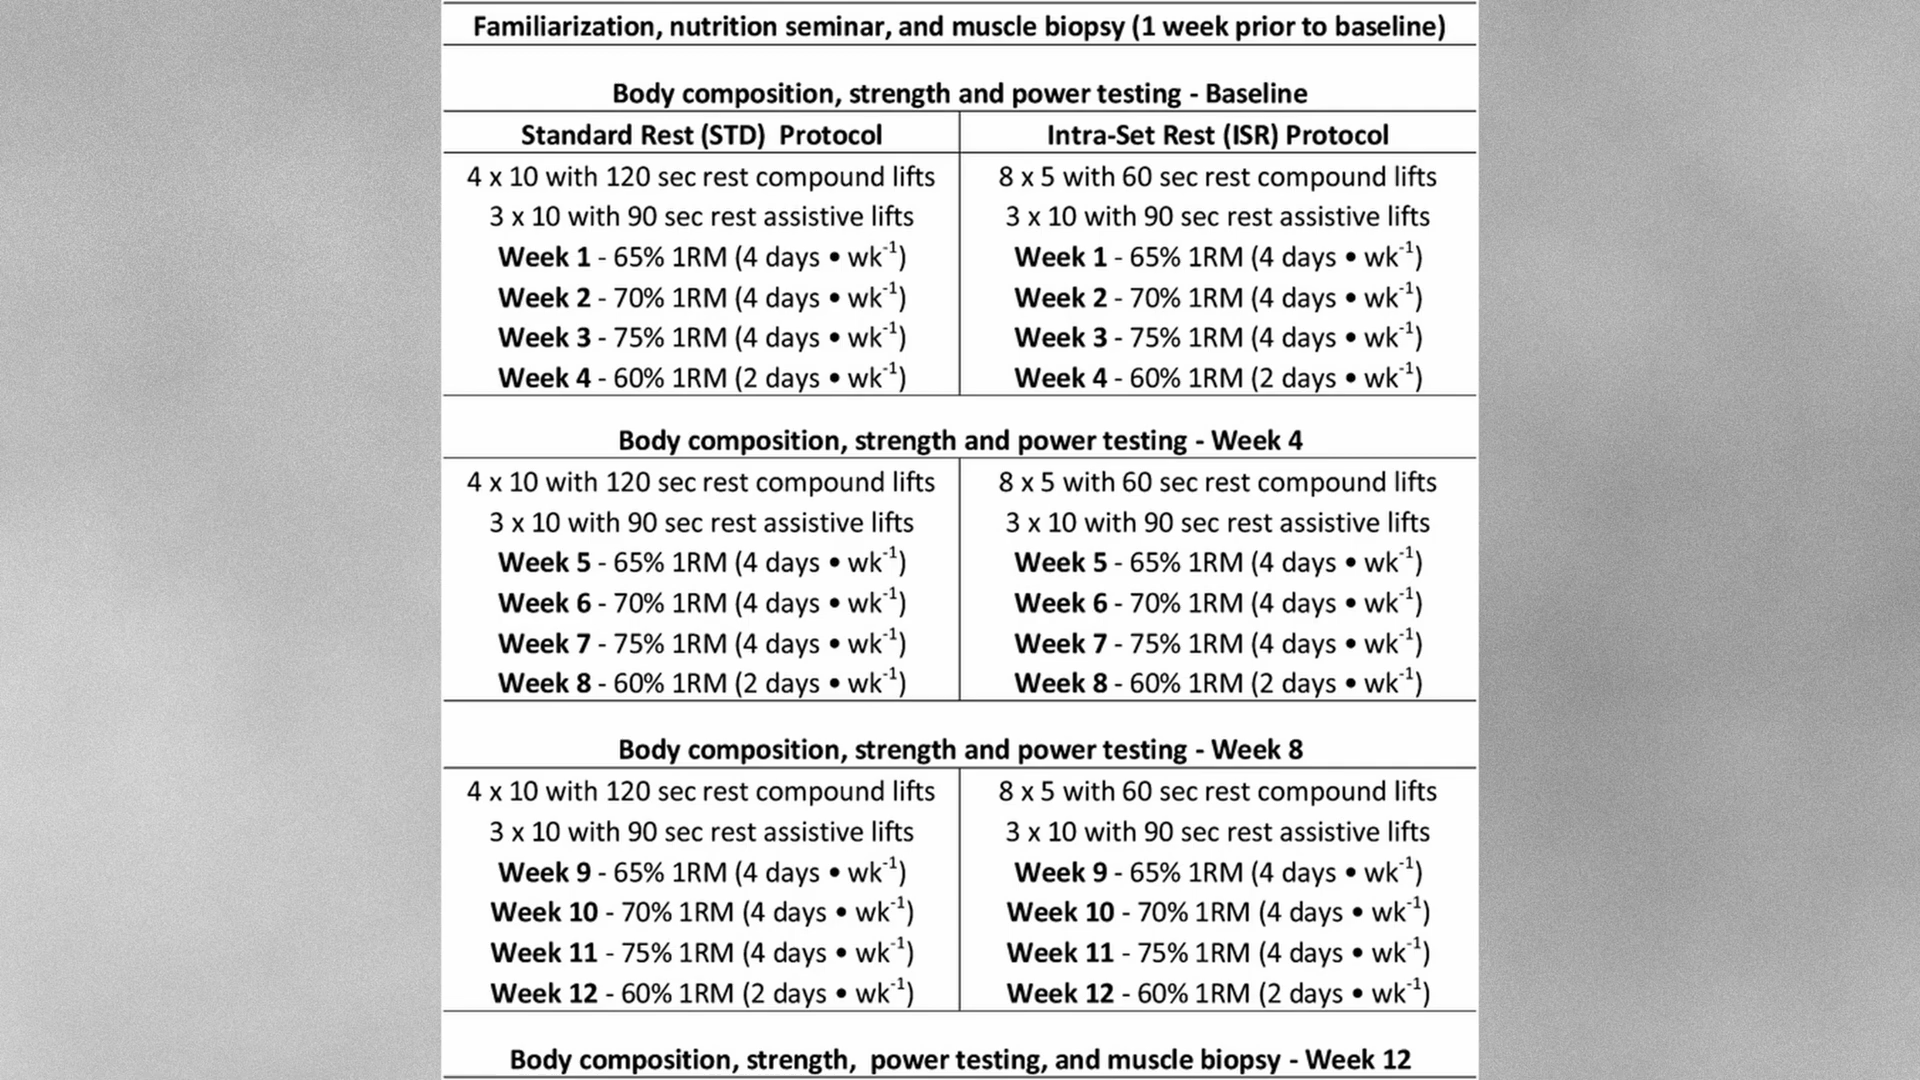 Familiarization, nutrition seminar, and muscle biopsy (1 week prior to baseline)
Body composition, strength and power testing - Baseline
Standard Rest (STD) Protocol
4 x 10 with 120 sec rest compound lifts
3 x 10 with 90 sec rest assistive lifts
Week 1 - 65% 1RM (4 days • wk⁻¹)
Week 2 - 70% 1RM (4 days • wk⁻¹)
Week 3 - 75% 1RM (4 days • wk⁻¹)
Week 4 - 60% 1RM (2 days • wk⁻¹)
Intra-Set Rest (ISR) Protocol
8 x 5 with 60 sec rest compound lifts
3 x 10 with 90 sec rest assistive lifts
Week 1 - 65% 1RM (4 days • wk⁻¹)
Week 2 - 70% 1RM (4 days • wk⁻¹)
Week 3 - 75% 1RM (4 days • wk⁻¹)
Week 4 - 60% 1RM (2 days • wk⁻¹)
Body composition, strength and power testing - Week 4
4 x 10 with 120 sec rest compound lifts
3 x 10 with 90 sec rest assistive lifts
Week 5 - 65% 1RM (4 days • wk⁻¹)
Week 6 - 70% 1RM (4 days • wk⁻¹)
Week 7 - 75% 1RM (4 days • wk⁻¹)
Week 8 - 60% 1RM (2 days • wk⁻¹)
8 x 5 with 60 sec rest compound lifts
3 x 10 with 90 sec rest assistive lifts
Week 5 - 65% 1RM (4 days • wk⁻¹)
Week 6 - 70% 1RM (4 days • wk⁻¹)
Week 7 - 75% 1RM (4 days • wk⁻¹)
Week 8 - 60% 1RM (2 days • wk⁻¹)
Body composition, strength and power testing - Week 8
4 x 10 with 120 sec rest compound lifts
3 x 10 with 90 sec rest assistive lifts
Week 9 - 65% 1RM (4 days • wk⁻¹)
Week 10 - 70% 1RM (4 days • wk⁻¹)
Week 11 - 75% 1RM (4 days • wk⁻¹)
Week 12 - 60% 1RM (2 days • wk⁻¹)
8 x 5 with 60 sec rest compound lifts
3 x 10 with 90 sec rest assistive lifts
Week 9 - 65% 1RM (4 days • wk⁻¹)
Week 10 - 70% 1RM (4 days • wk⁻¹)
Week 11 - 75% 1RM (4 days • wk⁻¹)
Week 12 - 60% 1RM (2 days • wk⁻¹)
Body composition, strength, power testing, and muscle biopsy - Week 12